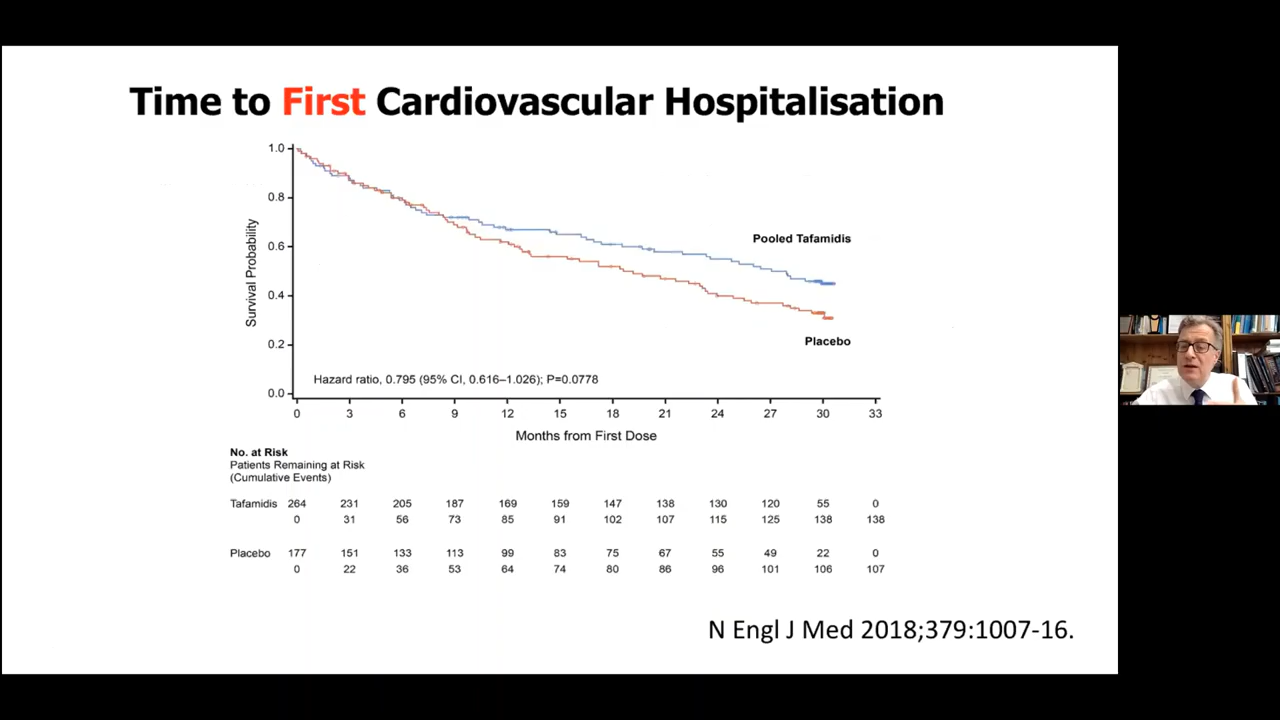 Time to First Cardiovascular Hospitalisation
1.0
0.8
0.6
0.4
0.2
0.0
Survival Probability
Pooled Tafamidis
Placebo
Hazard ratio, 0.795 (95% CI, 0.616–1.026); P=0.0778
0 3 6 9 12 15 18 21 24 27 30 33
Months from First Dose
No. at Risk
Patients Remaining at Risk
(Cumulative Events)
Tafamidis 264 231 205 187 169 159 147 138 130 120 55 0
0 31 56 73 85 91 102 107 115 125 138 138
Placebo 177 151 133 113 99 83 75 67 55 49 22 0
0 22 36 53 64 74 80 86 96 101 106 107
N Engl J Med 2018;379:1007-16.